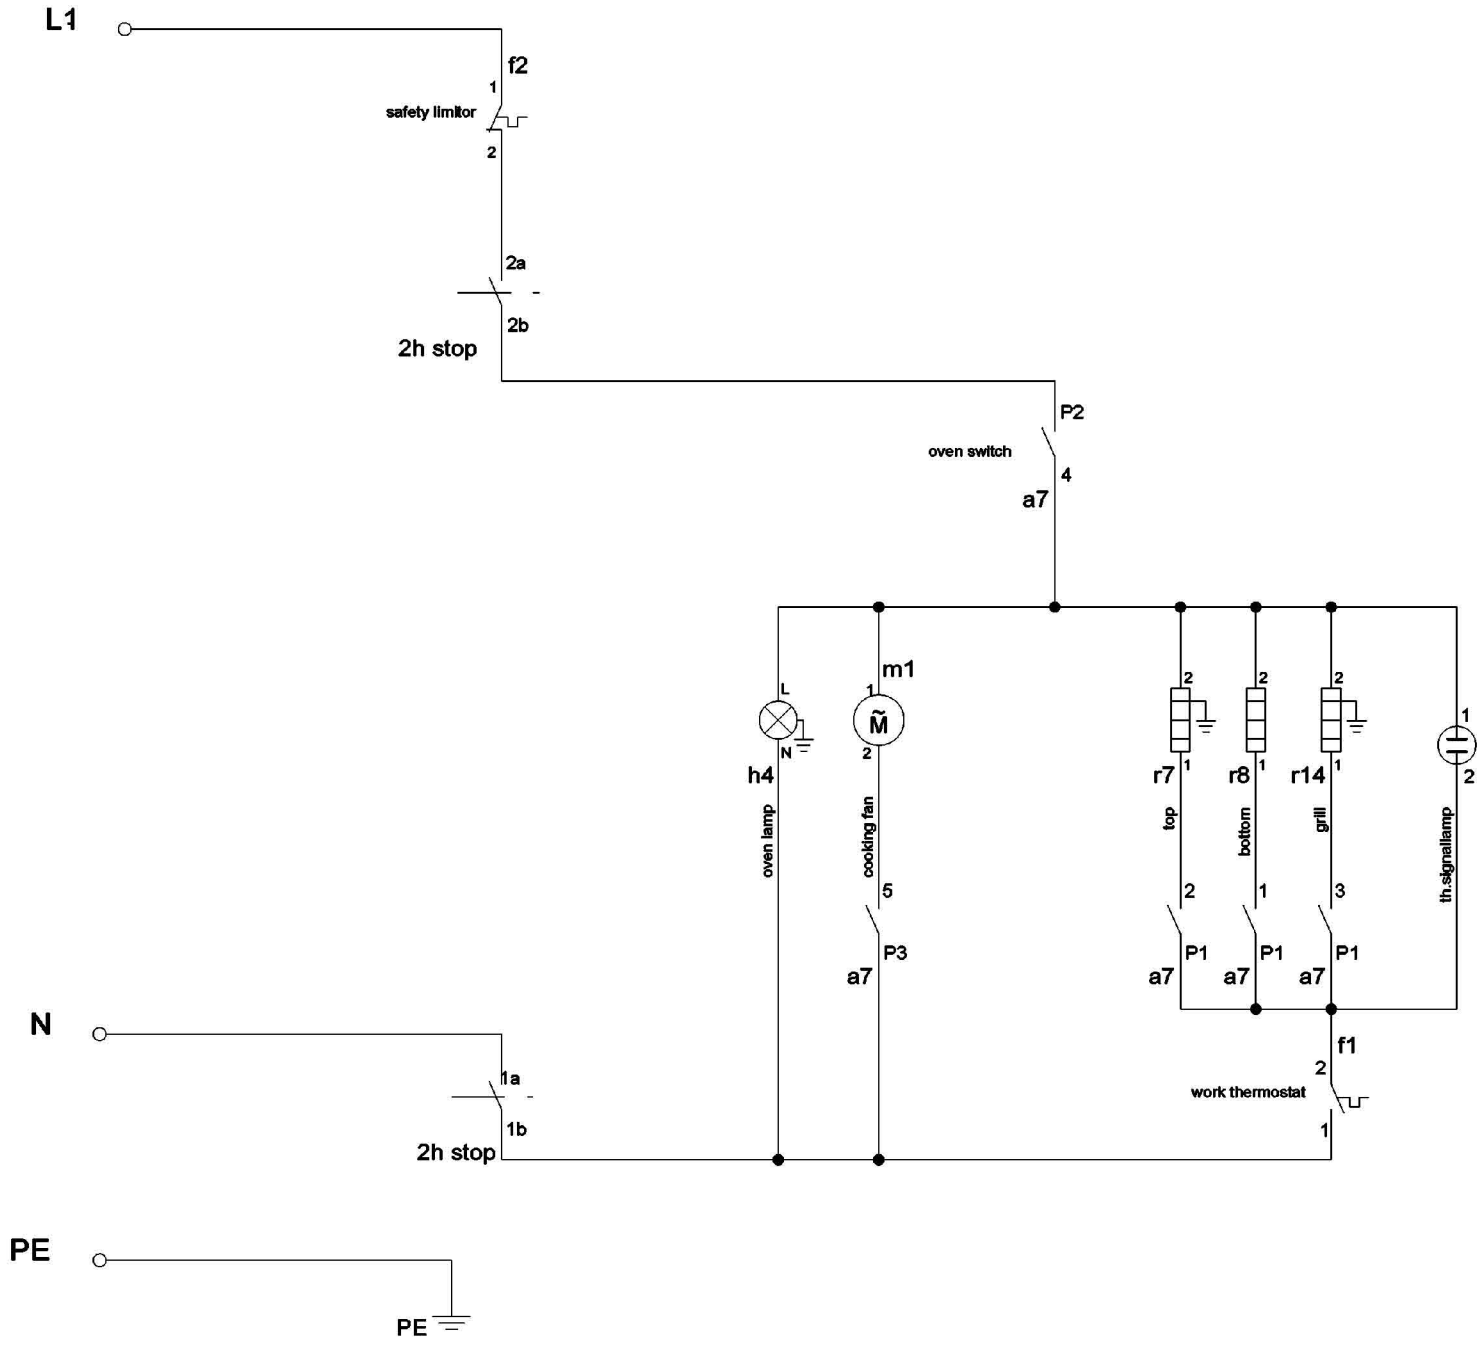 L1
f2
1
safety limitor
2
2a
2b
2h stop
P2
oven switch
4
a7
m1
L
1
2
2
2
1
~
M
N
2
h4
r7
1
r8
1
r14
1
2
oven lamp
cooking fan
top
bottom
grill
th.signallamp
5
2
1
3
P3
P1
P1
P1
a7
a7
a7
a7
N
f1
2
1a
work thermostat
1b
1
2h stop
PE
PE